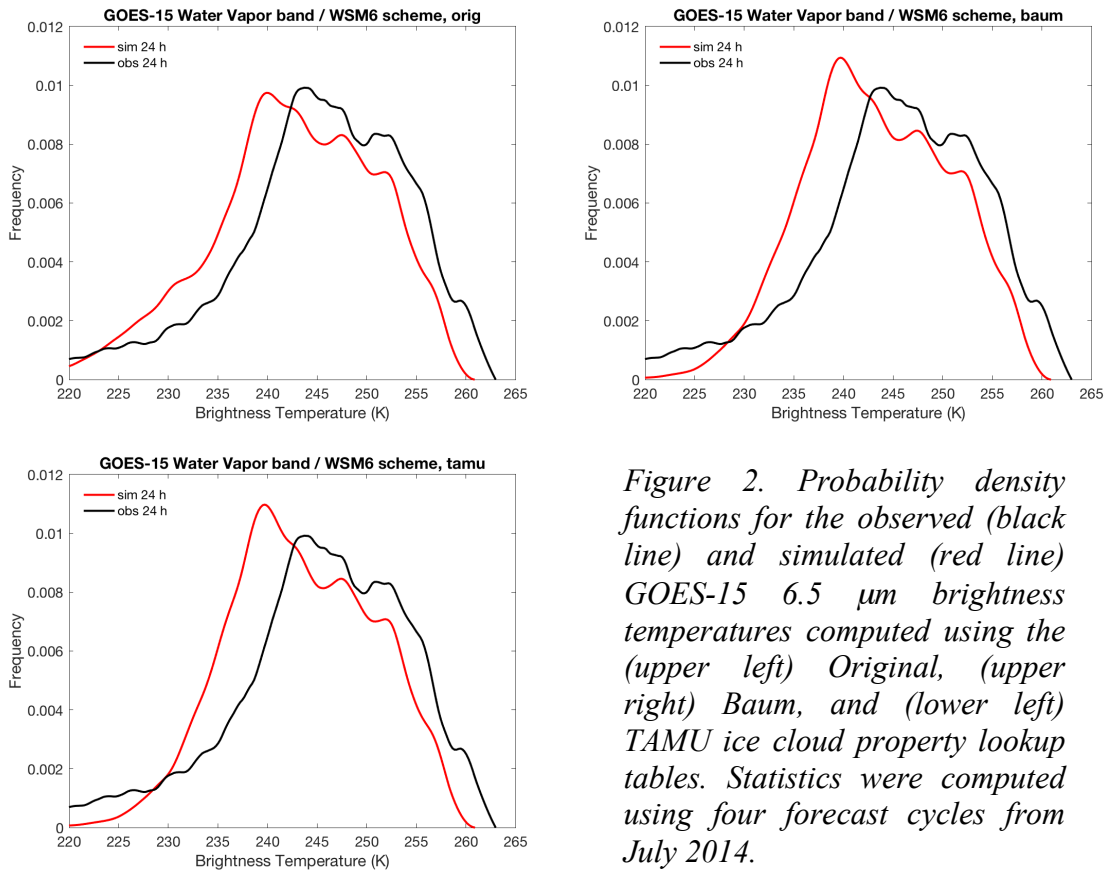 GOES-15 Water Vapor band / WSM6 scheme, orig
0.012
0.01
0.008
0.006
0.004
0.002
0
Frequency
sim 24 h
obs 24 h
220 225 230 235 240 245 250 255 260 265
Brightness Temperature (K)
GOES-15 Water Vapor band / WSM6 scheme, baum
0.012
0.01
0.008
0.006
0.004
0.002
0
Frequency
sim 24 h
obs 24 h
220 225 230 235 240 245 250 255 260 265
Brightness Temperature (K)
GOES-15 Water Vapor band / WSM6 scheme, tamu
0.012
0.01
0.008
0.006
0.004
0.002
0
Frequency
sim 24 h
obs 24 h
220 225 230 235 240 245 250 255 260 265
Brightness Temperature (K)
Figure 2. Probability density
functions for the observed (black
line) and simulated (red line)
GOES-15 6.5 μm brightness
temperatures computed using the
(upper left) Original, (upper
right) Baum, and (lower left)
TAMU ice cloud property lookup
tables. Statistics were computed
using four forecast cycles from
July 2014.